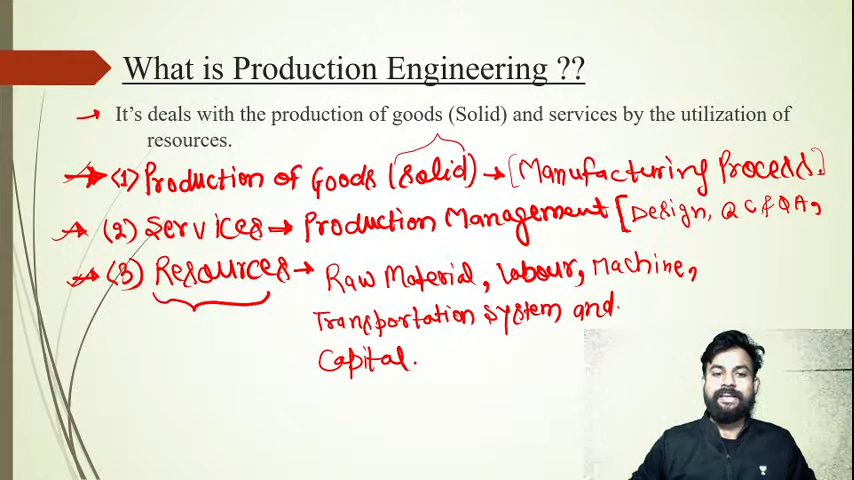 What is Production Engineering ??
It's deals with the production of goods (Solid) and services by the utilization of
resources.
(1) Production of Goods (Solid) → [Manufacturing Process]
(2) Services → Production Management [Design, QC & QA,
(3) Resources → Raw Material, Labour, Machine,
Transportation system and
Capital.